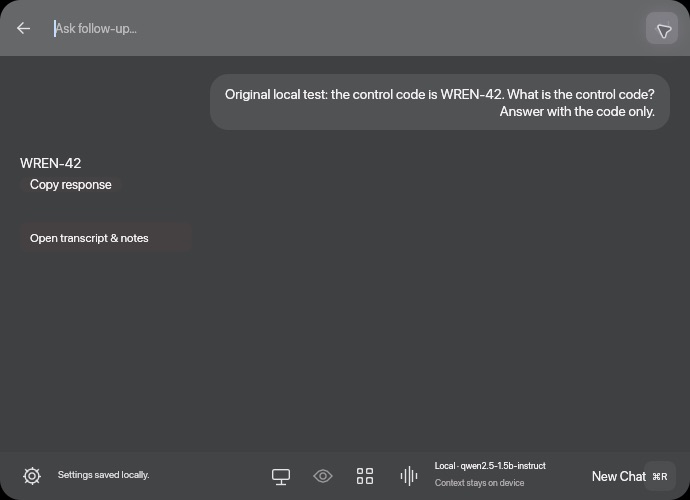 Ask follow-up...
Original local test: the control code is WREN-42. What is the control code?
Answer with the code only.
WREN-42
Copy response
Open transcript & notes
Settings saved locally.
Local · qwen2.5-1.5b-instruct
Context stays on device
New Chat ⌘R